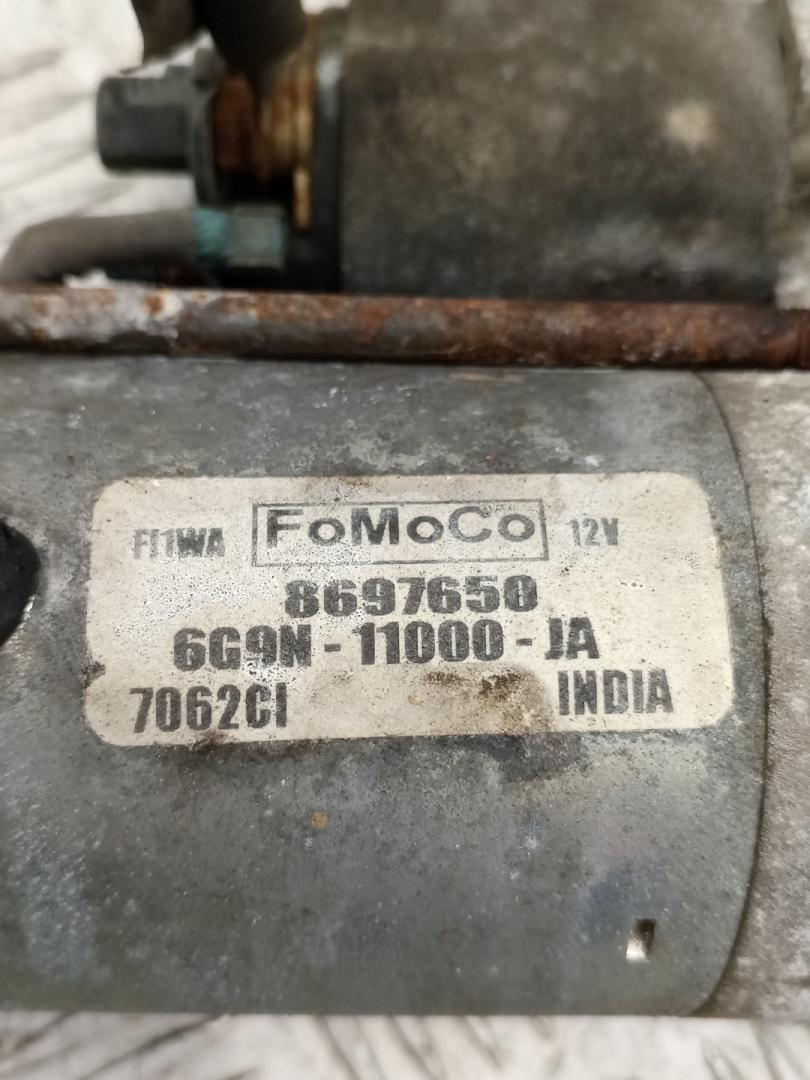 FI1WA FoMoCo 12V
8697650
6G9N-11000-JA
7062CI INDIA